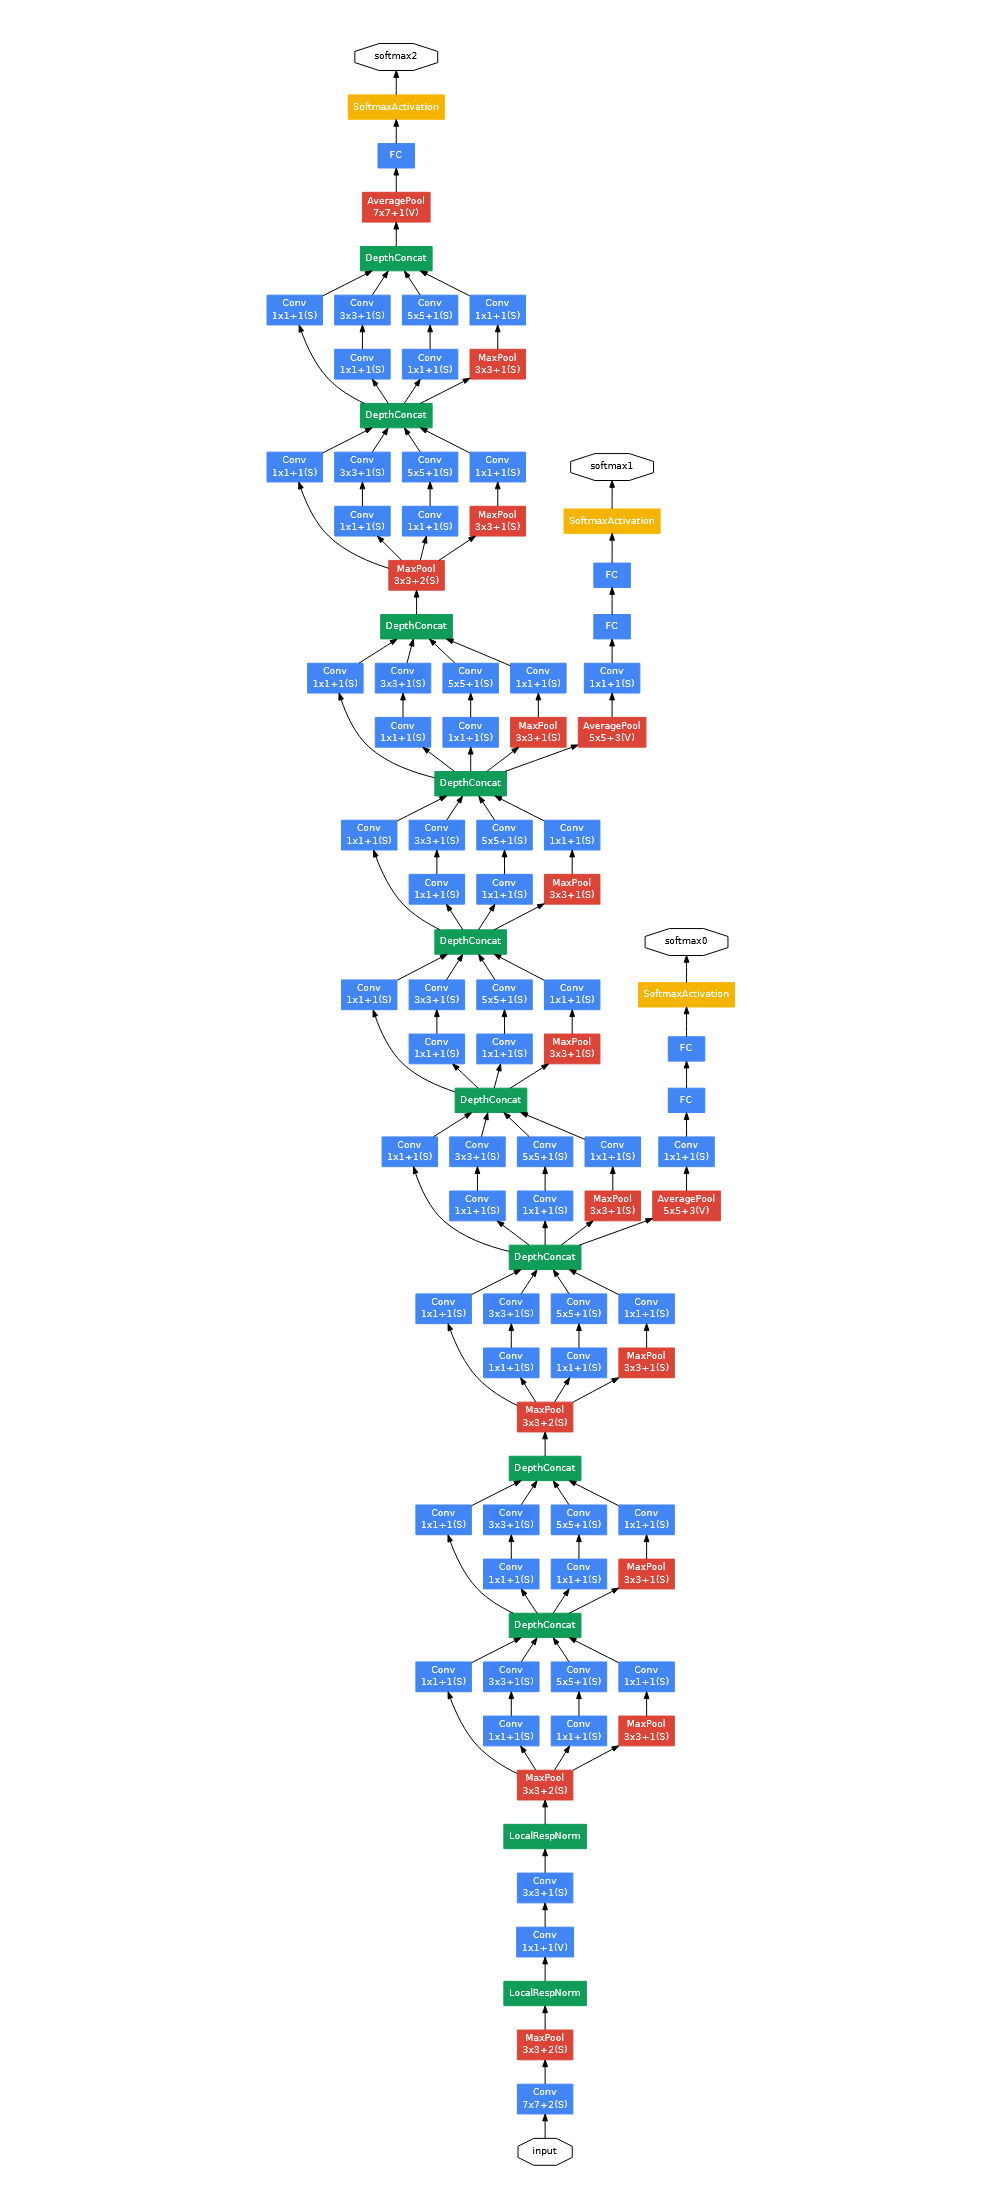 softmax2
SoftmaxActivation
FC
AveragePool
7x7+1(V)
DepthConcat
Conv
1x1+1(S)
Conv
3x3+1(S)
Conv
5x5+1(S)
Conv
1x1+1(S)
Conv
1x1+1(S)
Conv
1x1+1(S)
MaxPool
3x3+1(S)
DepthConcat
Conv
1x1+1(S)
Conv
3x3+1(S)
Conv
5x5+1(S)
Conv
1x1+1(S)
softmax1
Conv
1x1+1(S)
Conv
1x1+1(S)
MaxPool
3x3+1(S)
SoftmaxActivation
MaxPool
3x3+2(S)
FC
DepthConcat
FC
Conv
1x1+1(S)
Conv
3x3+1(S)
Conv
5x5+1(S)
Conv
1x1+1(S)
Conv
1x1+1(S)
Conv
1x1+1(S)
Conv
1x1+1(S)
MaxPool
3x3+1(S)
AveragePool
5x5+3(V)
DepthConcat
Conv
1x1+1(S)
Conv
3x3+1(S)
Conv
5x5+1(S)
Conv
1x1+1(S)
Conv
1x1+1(S)
Conv
1x1+1(S)
MaxPool
3x3+1(S)
DepthConcat
softmax0
Conv
1x1+1(S)
Conv
3x3+1(S)
Conv
5x5+1(S)
Conv
1x1+1(S)
SoftmaxActivation
Conv
1x1+1(S)
Conv
1x1+1(S)
MaxPool
3x3+1(S)
FC
DepthConcat
FC
Conv
1x1+1(S)
Conv
3x3+1(S)
Conv
5x5+1(S)
Conv
1x1+1(S)
Conv
1x1+1(S)
Conv
1x1+1(S)
Conv
1x1+1(S)
MaxPool
3x3+1(S)
AveragePool
5x5+3(V)
DepthConcat
Conv
1x1+1(S)
Conv
3x3+1(S)
Conv
5x5+1(S)
Conv
1x1+1(S)
Conv
1x1+1(S)
Conv
1x1+1(S)
MaxPool
3x3+1(S)
MaxPool
3x3+2(S)
DepthConcat
Conv
1x1+1(S)
Conv
3x3+1(S)
Conv
5x5+1(S)
Conv
1x1+1(S)
Conv
1x1+1(S)
Conv
1x1+1(S)
MaxPool
3x3+1(S)
DepthConcat
Conv
1x1+1(S)
Conv
3x3+1(S)
Conv
5x5+1(S)
Conv
1x1+1(S)
Conv
1x1+1(S)
Conv
1x1+1(S)
MaxPool
3x3+1(S)
MaxPool
3x3+2(S)
LocalRespNorm
Conv
3x3+1(S)
Conv
1x1+1(V)
LocalRespNorm
MaxPool
3x3+2(S)
Conv
7x7+2(S)
input